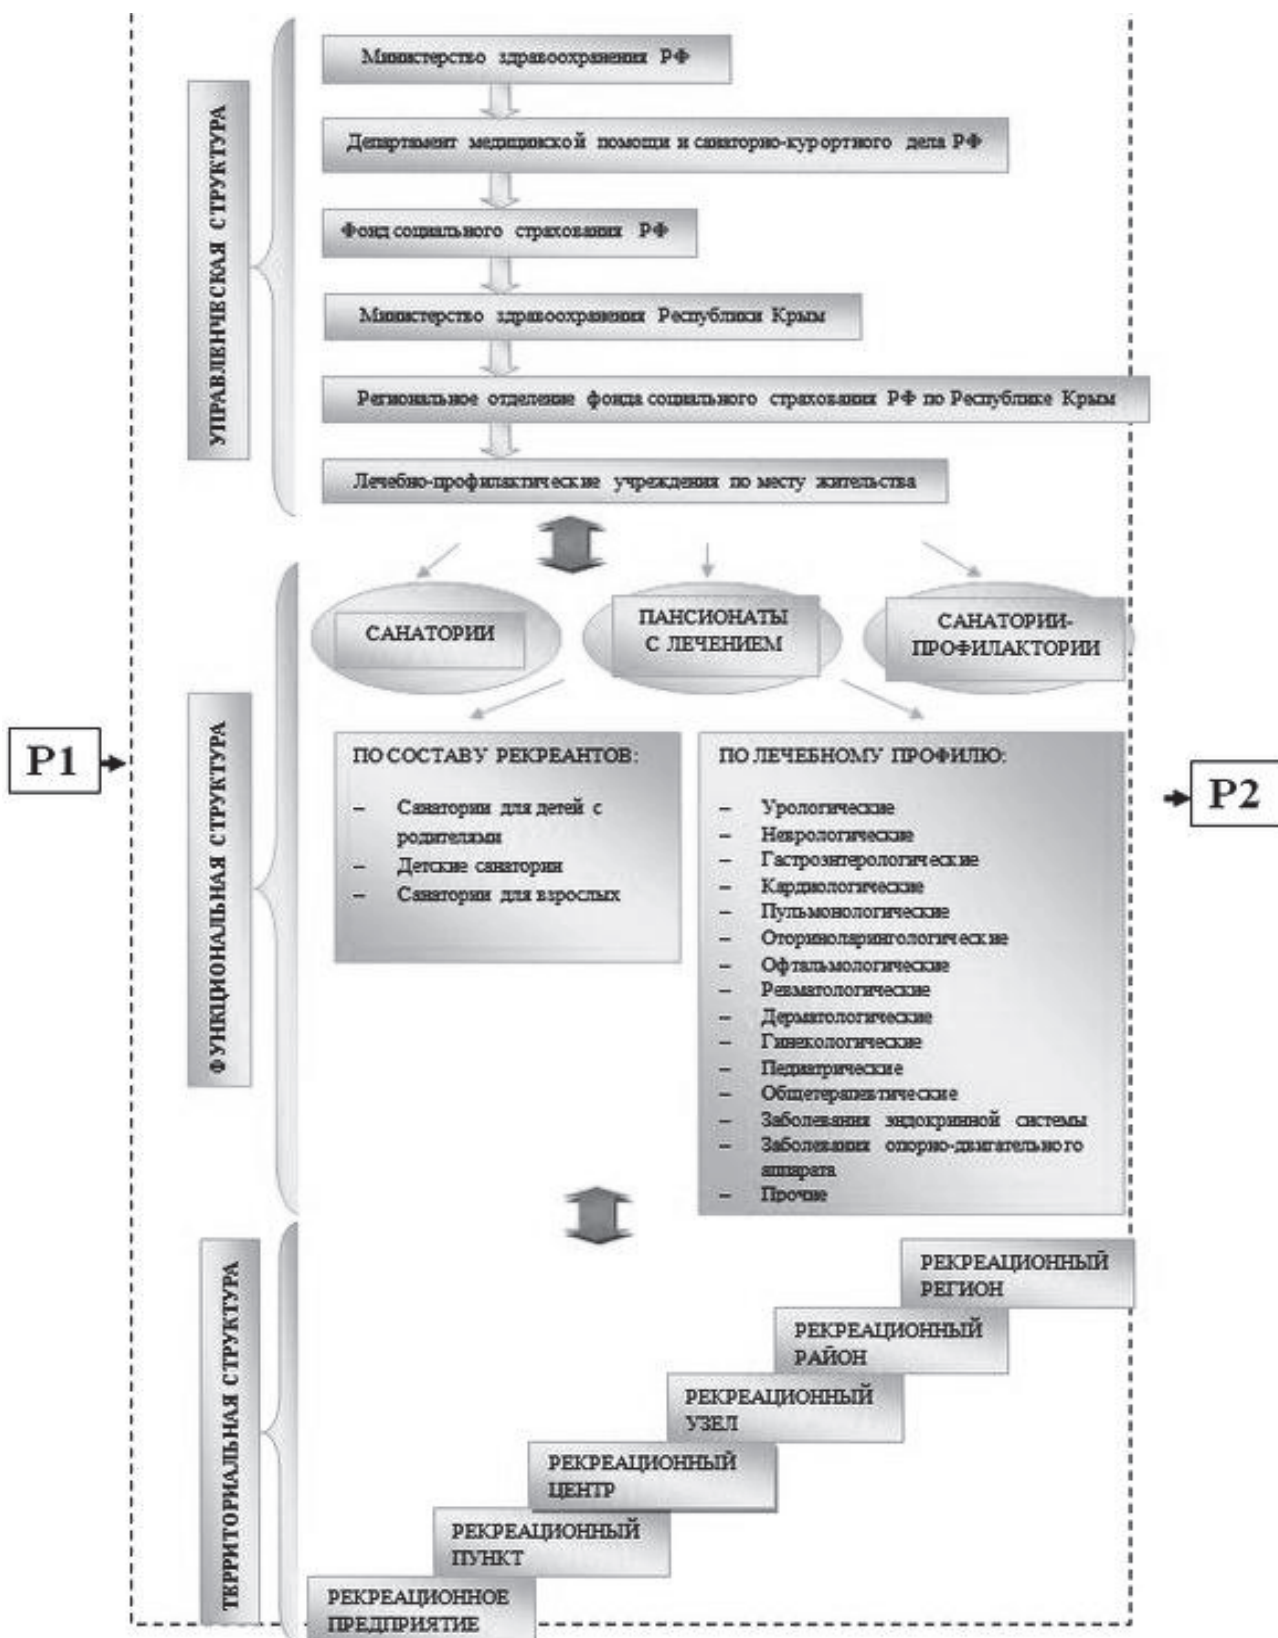 УПРАВЛЕНЧЕСКАЯ СТРУКТУРА
Министерство здравоохранения РФ
Департамент медицинской помощи и санаторно-курортного дела РФ
Фонд социального страхования РФ
Министерство здравоохранения Республики Крым
Региональное отделение фонда социального страхования РФ по Республике Крым
Лечебно-профилактические учреждения по месту жительства
ФУНКЦИОНАЛЬНАЯ СТРУКТУРА
САНАТОРИИ
ПАНСИОНАТЫ
С ЛЕЧЕНИЕМ
САНАТОРИИ-
ПРОФИЛАКТОРИИ
P1
ПО СОСТАВУ РЕКРЕАНТОВ:
– Санатории для детей с
родителями
– Детские санатории
– Санатории для взрослых
ПО ЛЕЧЕБНОМУ ПРОФИЛЮ:
– Урологические
– Неврологические
– Гастроэнтерологические
– Кардиологические
– Пульмонологические
– Оториноларингологические
– Офтальмологические
– Ревматологические
– Дерматологические
– Гинекологические
– Педиатрические
– Общетерапевтические
– Заболевания эндокринной системы
– Заболевания опорно-двигательного
аппарата
– Прочие
P2
ТЕРРИТОРИАЛЬНАЯ СТРУКТУРА
РЕКРЕАЦИОННЫЙ
РЕГИОН
РЕКРЕАЦИОННЫЙ
РАЙОН
РЕКРЕАЦИОННЫЙ
УЗЕЛ
РЕКРЕАЦИОННЫЙ
ЦЕНТР
РЕКРЕАЦИОННЫЙ
ПУНКТ
РЕКРЕАЦИОННОЕ
ПРЕДПРИЯТИЕ